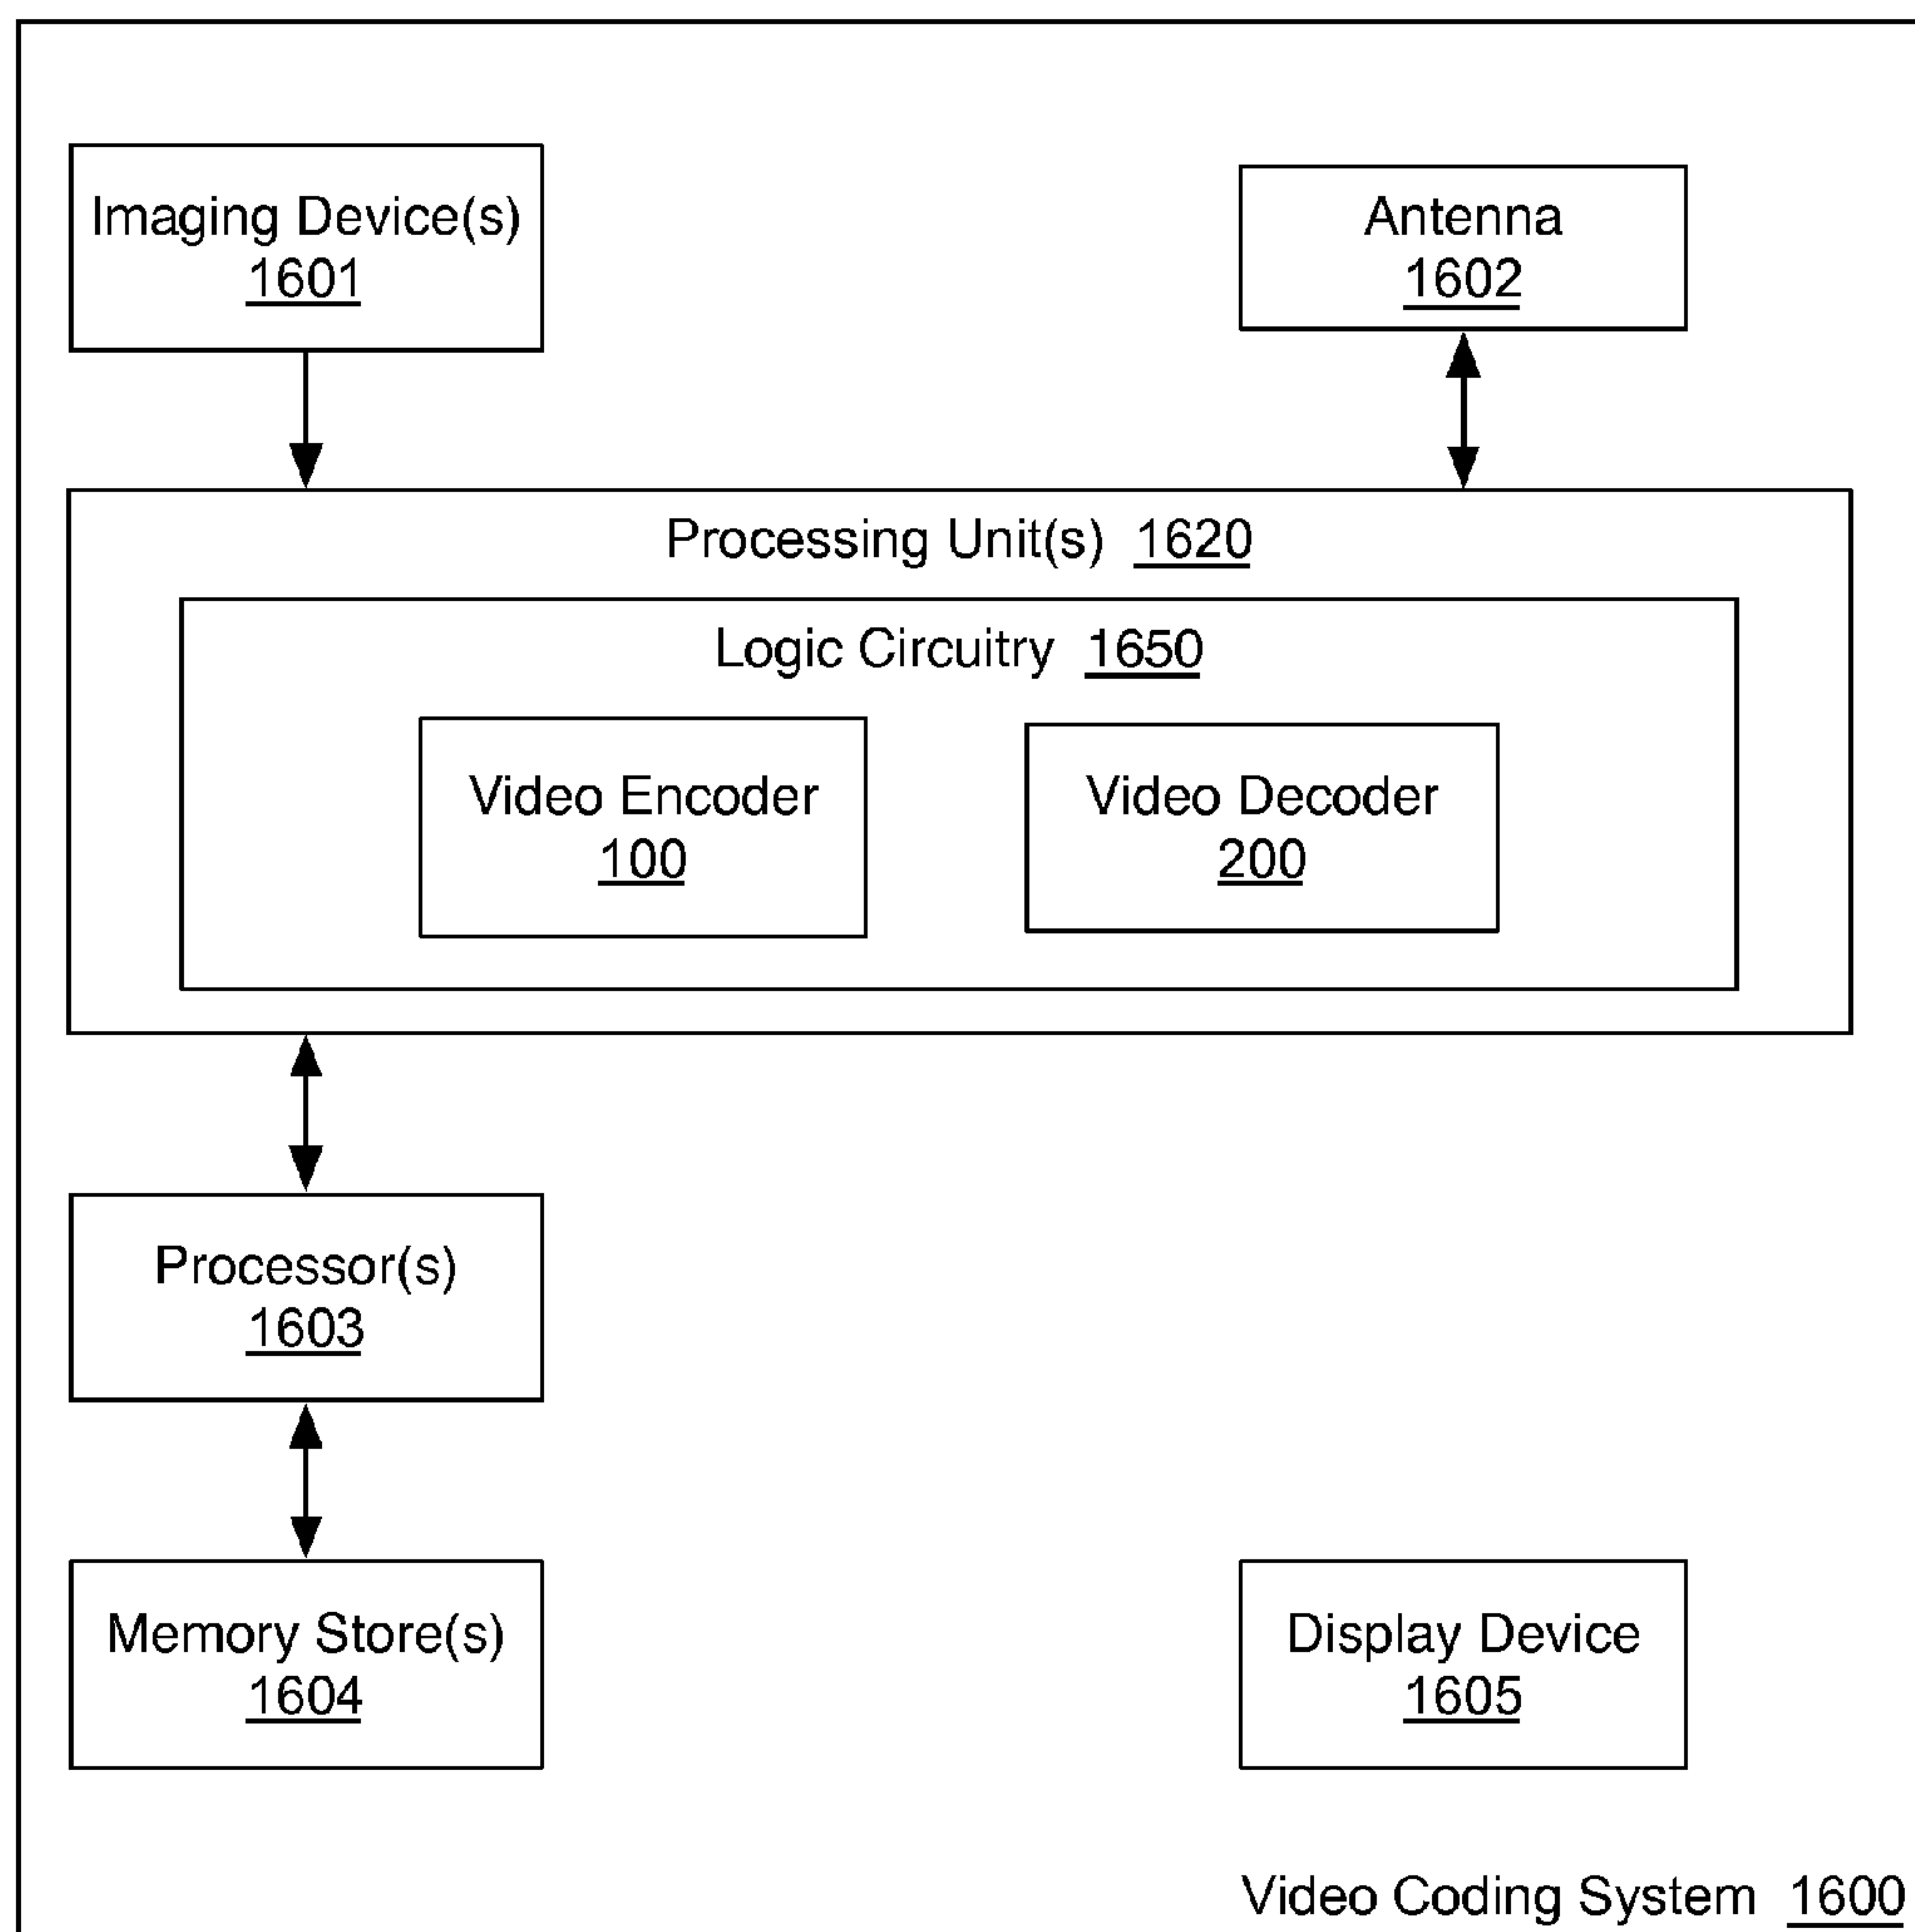 Imaging Device(s)
1601
Antenna
1602
Processing Unit(s) 1620
Logic Circuitry 1650
Video Encoder
100
Video Decoder
200
Processor(s)
1603
Memory Store(s)
1604
Display Device
1605
Video Coding System 1600